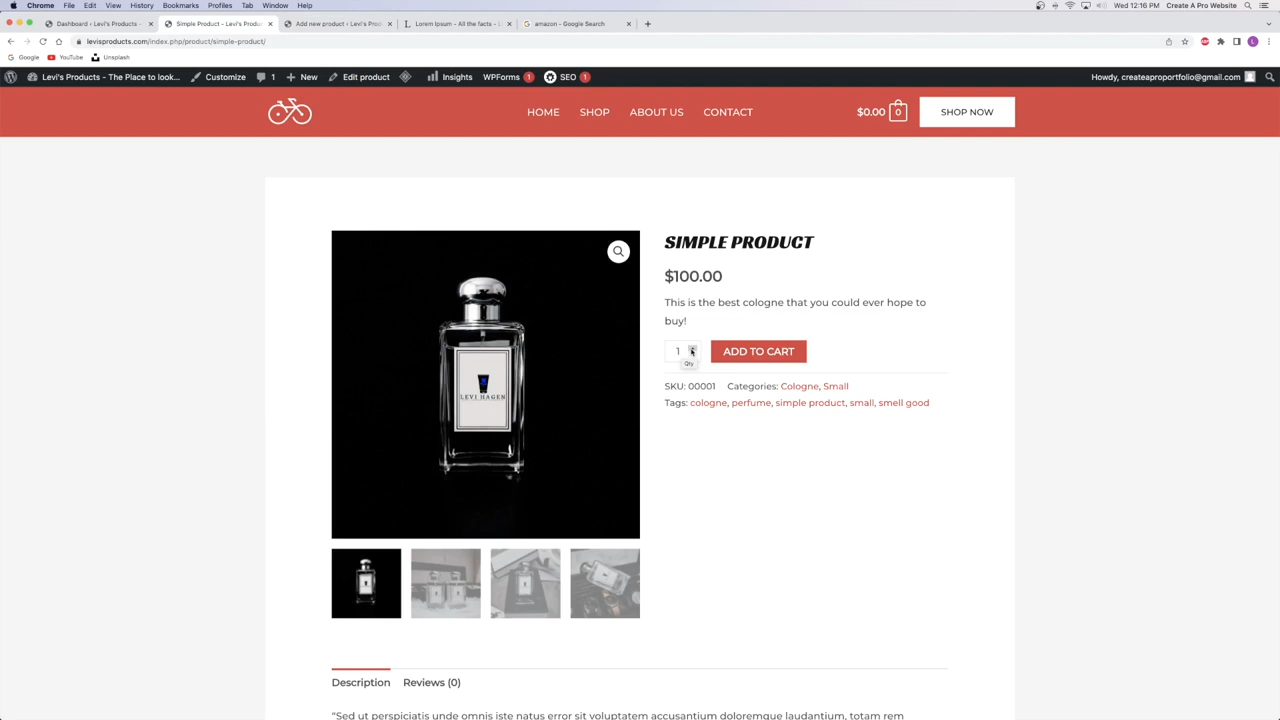 Chrome File Edit View History Bookmarks Profiles Tab Window Help Wed 12:16 PM Create A Pro Website
Dashboard ‹ Levi's Products - Simple Product - Levi's Produc Add new product ‹ Levi's Prod Lorem Ipsum - All the facts - Li amazon - Google Search
levisproducts.com/index.php/product/simple-product/
Google YouTube Unsplash
Levi's Products - The Place to look... Customize 1 New Edit product Insights WPForms 1 SEO 1 Howdy, createaproportfolio@gmail.com
HOME SHOP ABOUT US CONTACT $0.00 0 SHOP NOW
SIMPLE PRODUCT
$100.00
This is the best cologne that you could ever hope to
buy!
1 ADD TO CART
Qty
SKU: 00001 Categories: Cologne, Small
Tags: cologne, perfume, simple product, small, smell good
LEVI HAGEN
Description Reviews (0)
"Sed ut perspiciatis unde omnis iste natus error sit voluptatem accusantium doloremque laudantium, totam rem